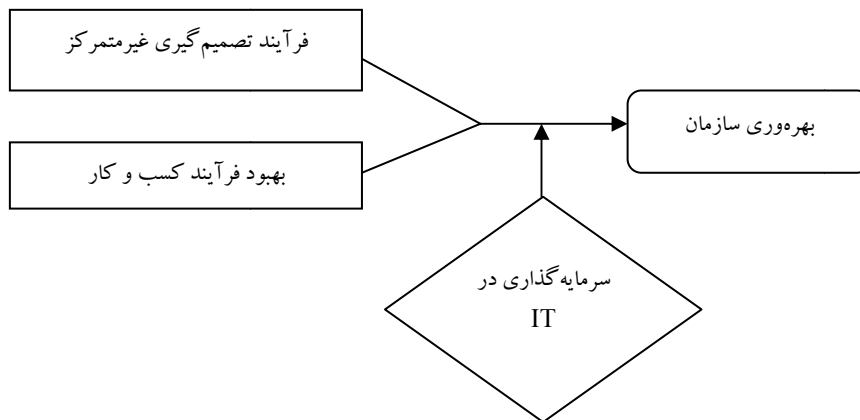 فرآیند تصمیم‌گیری غیرمتمرکز
بهره‌وری سازمان
بهبود فرآیند کسب و کار
سرمایه‌گذاری در
IT